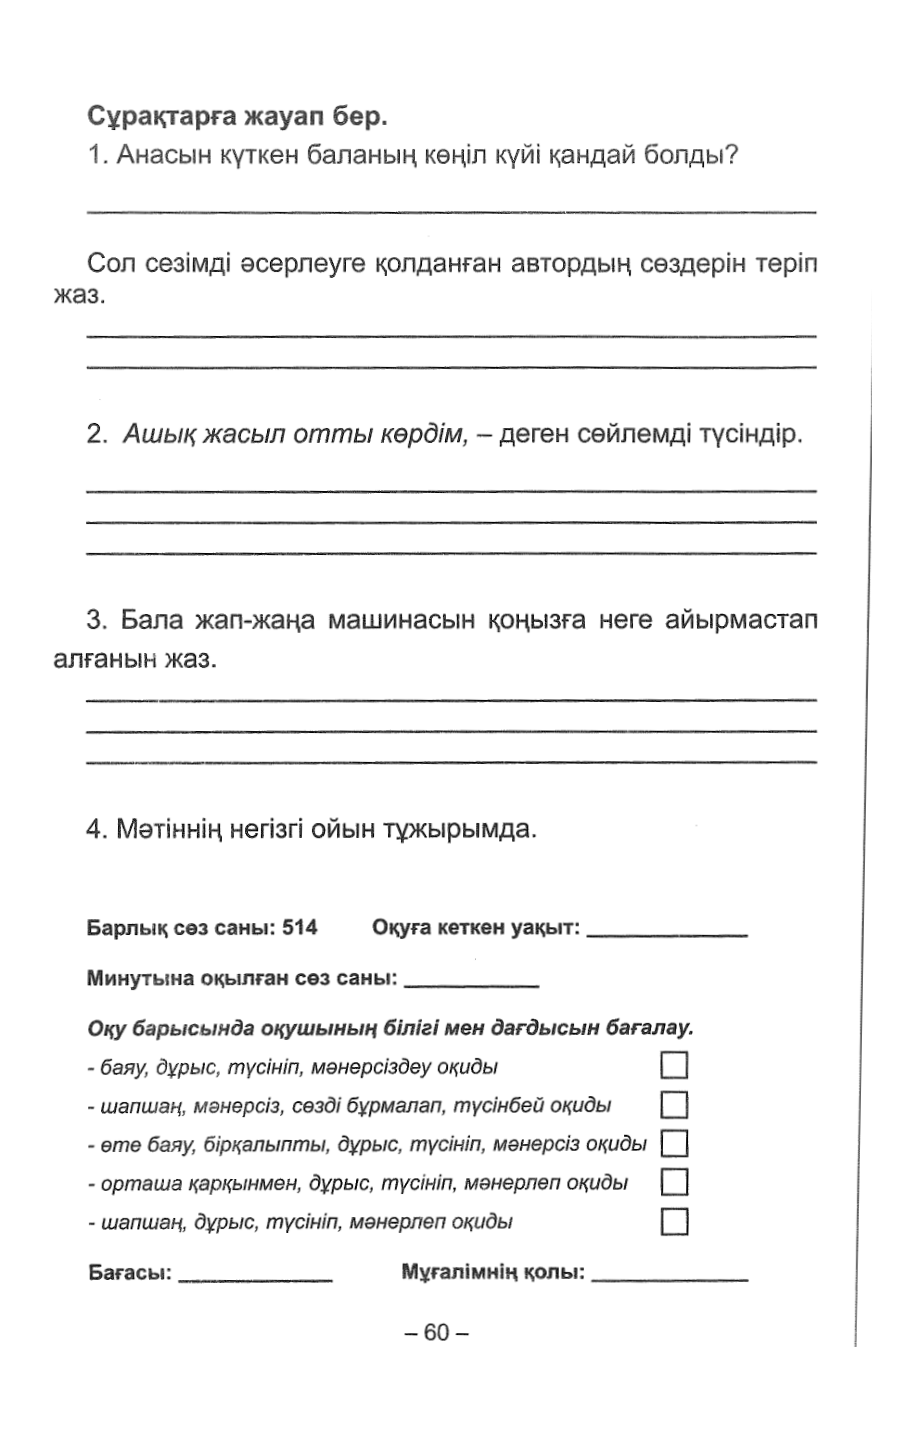 Сұрақтарға жауап бер.
1. Анасын күткен баланың көңіл күйі қандай болды?
Сол сезімді әсерлеуге қолданған автордың сөздерін теріп
жаз.
2. Ашық жасыл отты көрдім, – деген сөйлемді түсіндір.
3. Бала жап-жаңа машинасын қоңызға неге айырмастап
алғанын жаз.
4. Мәтіннің негізгі ойын тұжырымда.
Барлық сөз саны: 514 Оқуға кеткен уақыт: ____________
Минутына оқылған сөз саны: __________
Оқу барысында оқушының білігі мен дағдысын бағалау.
- баяу, дұрыс, түсініп, мәнерсіздеу оқиды
- шапшаң, мәнерсіз, сөзді бұрмалап, түсінбей оқиды
- өте баяу, бірқалыпты, дұрыс, түсініп, мәнерсіз оқиды
- орташа қарқынмен, дұрыс, түсініп, мәнерлеп оқиды
- шапшаң, дұрыс, түсініп, мәнерлеп оқиды
Бағасы: ____________ Мұғалімнің қолы: ____________
– 60 –